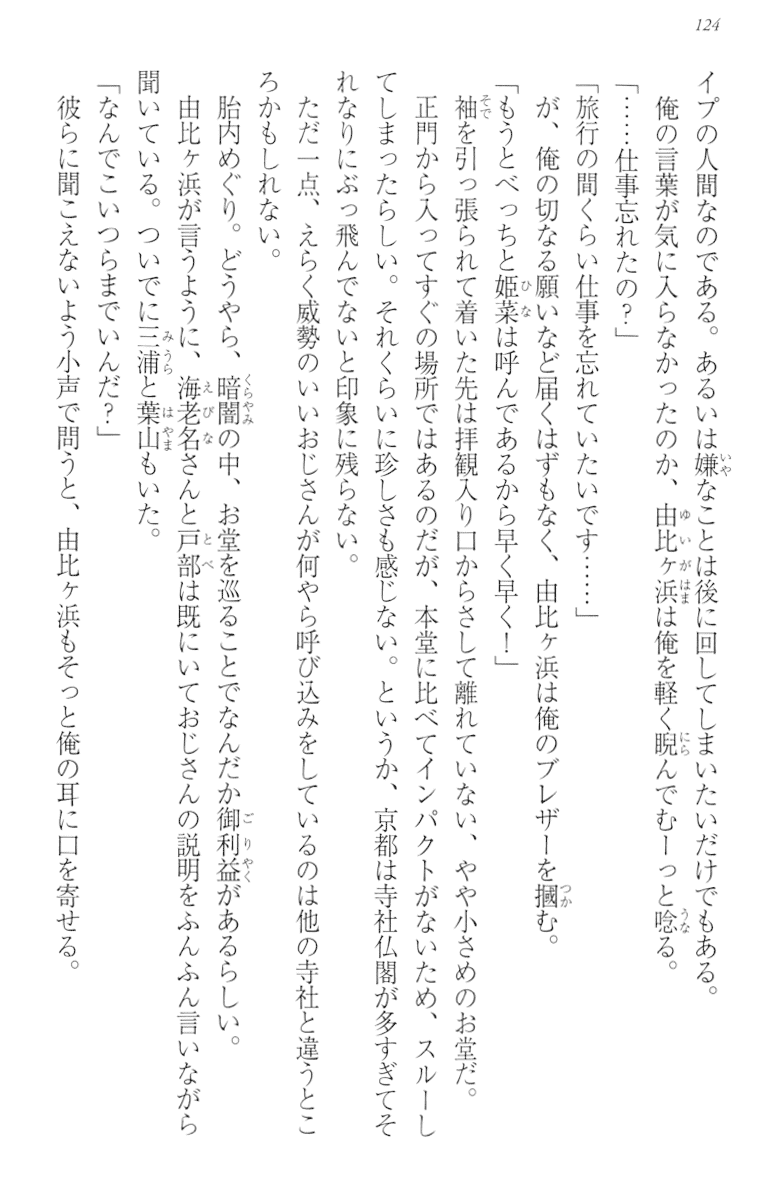 124
イプの人間なのである。あるいは嫌なことは後に回してしまいたいだけでもある。
俺の言葉が気に入らなかったのか、由比ヶ浜は俺を軽く睨んでむーっと唸る。
「……仕事忘れたの？」
「旅行の間くらい仕事を忘れていたいです……」
が、俺の切なる願いなど届くはずもなく、由比ヶ浜は俺のブレザーを摑む。
「もうとべっちと姫菜は呼んであるから早く早く！」
袖を引っ張られて着いた先は拝観入り口からさして離れていない、やや小さめのお堂だ。
正門から入ってすぐの場所ではあるのだが、本堂に比べてインパクトがないため、スルーし
てしまったらしい。それくらいに珍しさも感じない。というか、京都は寺社仏閣が多すぎてそ
れなりにぶっ飛んでないと印象に残らない。
ただ一点、えらく威勢のいいおじさんが何やら呼び込みをしているのは他の寺社と違うとこ
ろかもしれない。
胎内めぐり。どうやら、暗闇の中、お堂を巡ることでなんだか御利益があるらしい。
由比ヶ浜が言うように、海老名さんと戸部は既にいておじさんの説明をふんふん言いながら
聞いている。ついでに三浦と葉山もいた。
「なんでこいつらまでいんだ？」
彼らに聞こえないよう小声で問うと、由比ヶ浜もそっと俺の耳に口を寄せる。